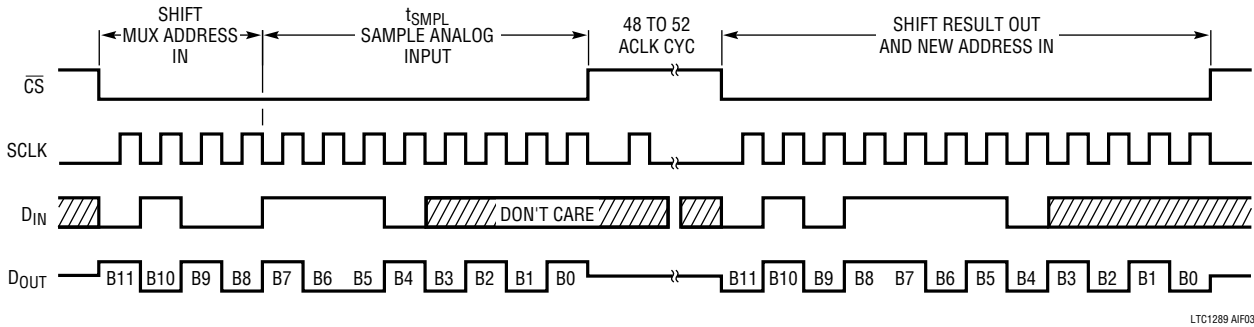 SHIFT
MUX ADDRESS
IN
tSMPL
SAMPLE ANALOG
INPUT
48 TO 52
ACLK CYC
SHIFT RESULT OUT
AND NEW ADDRESS IN
CS
SCLK
DIN
DON'T CARE
DOUT B11 B10 B9 B8 B7 B6 B5 B4 B3 B2 B1 B0 B11 B10 B9 B8 B7 B6 B5 B4 B3 B2 B1 B0
LTC1289 AIF03